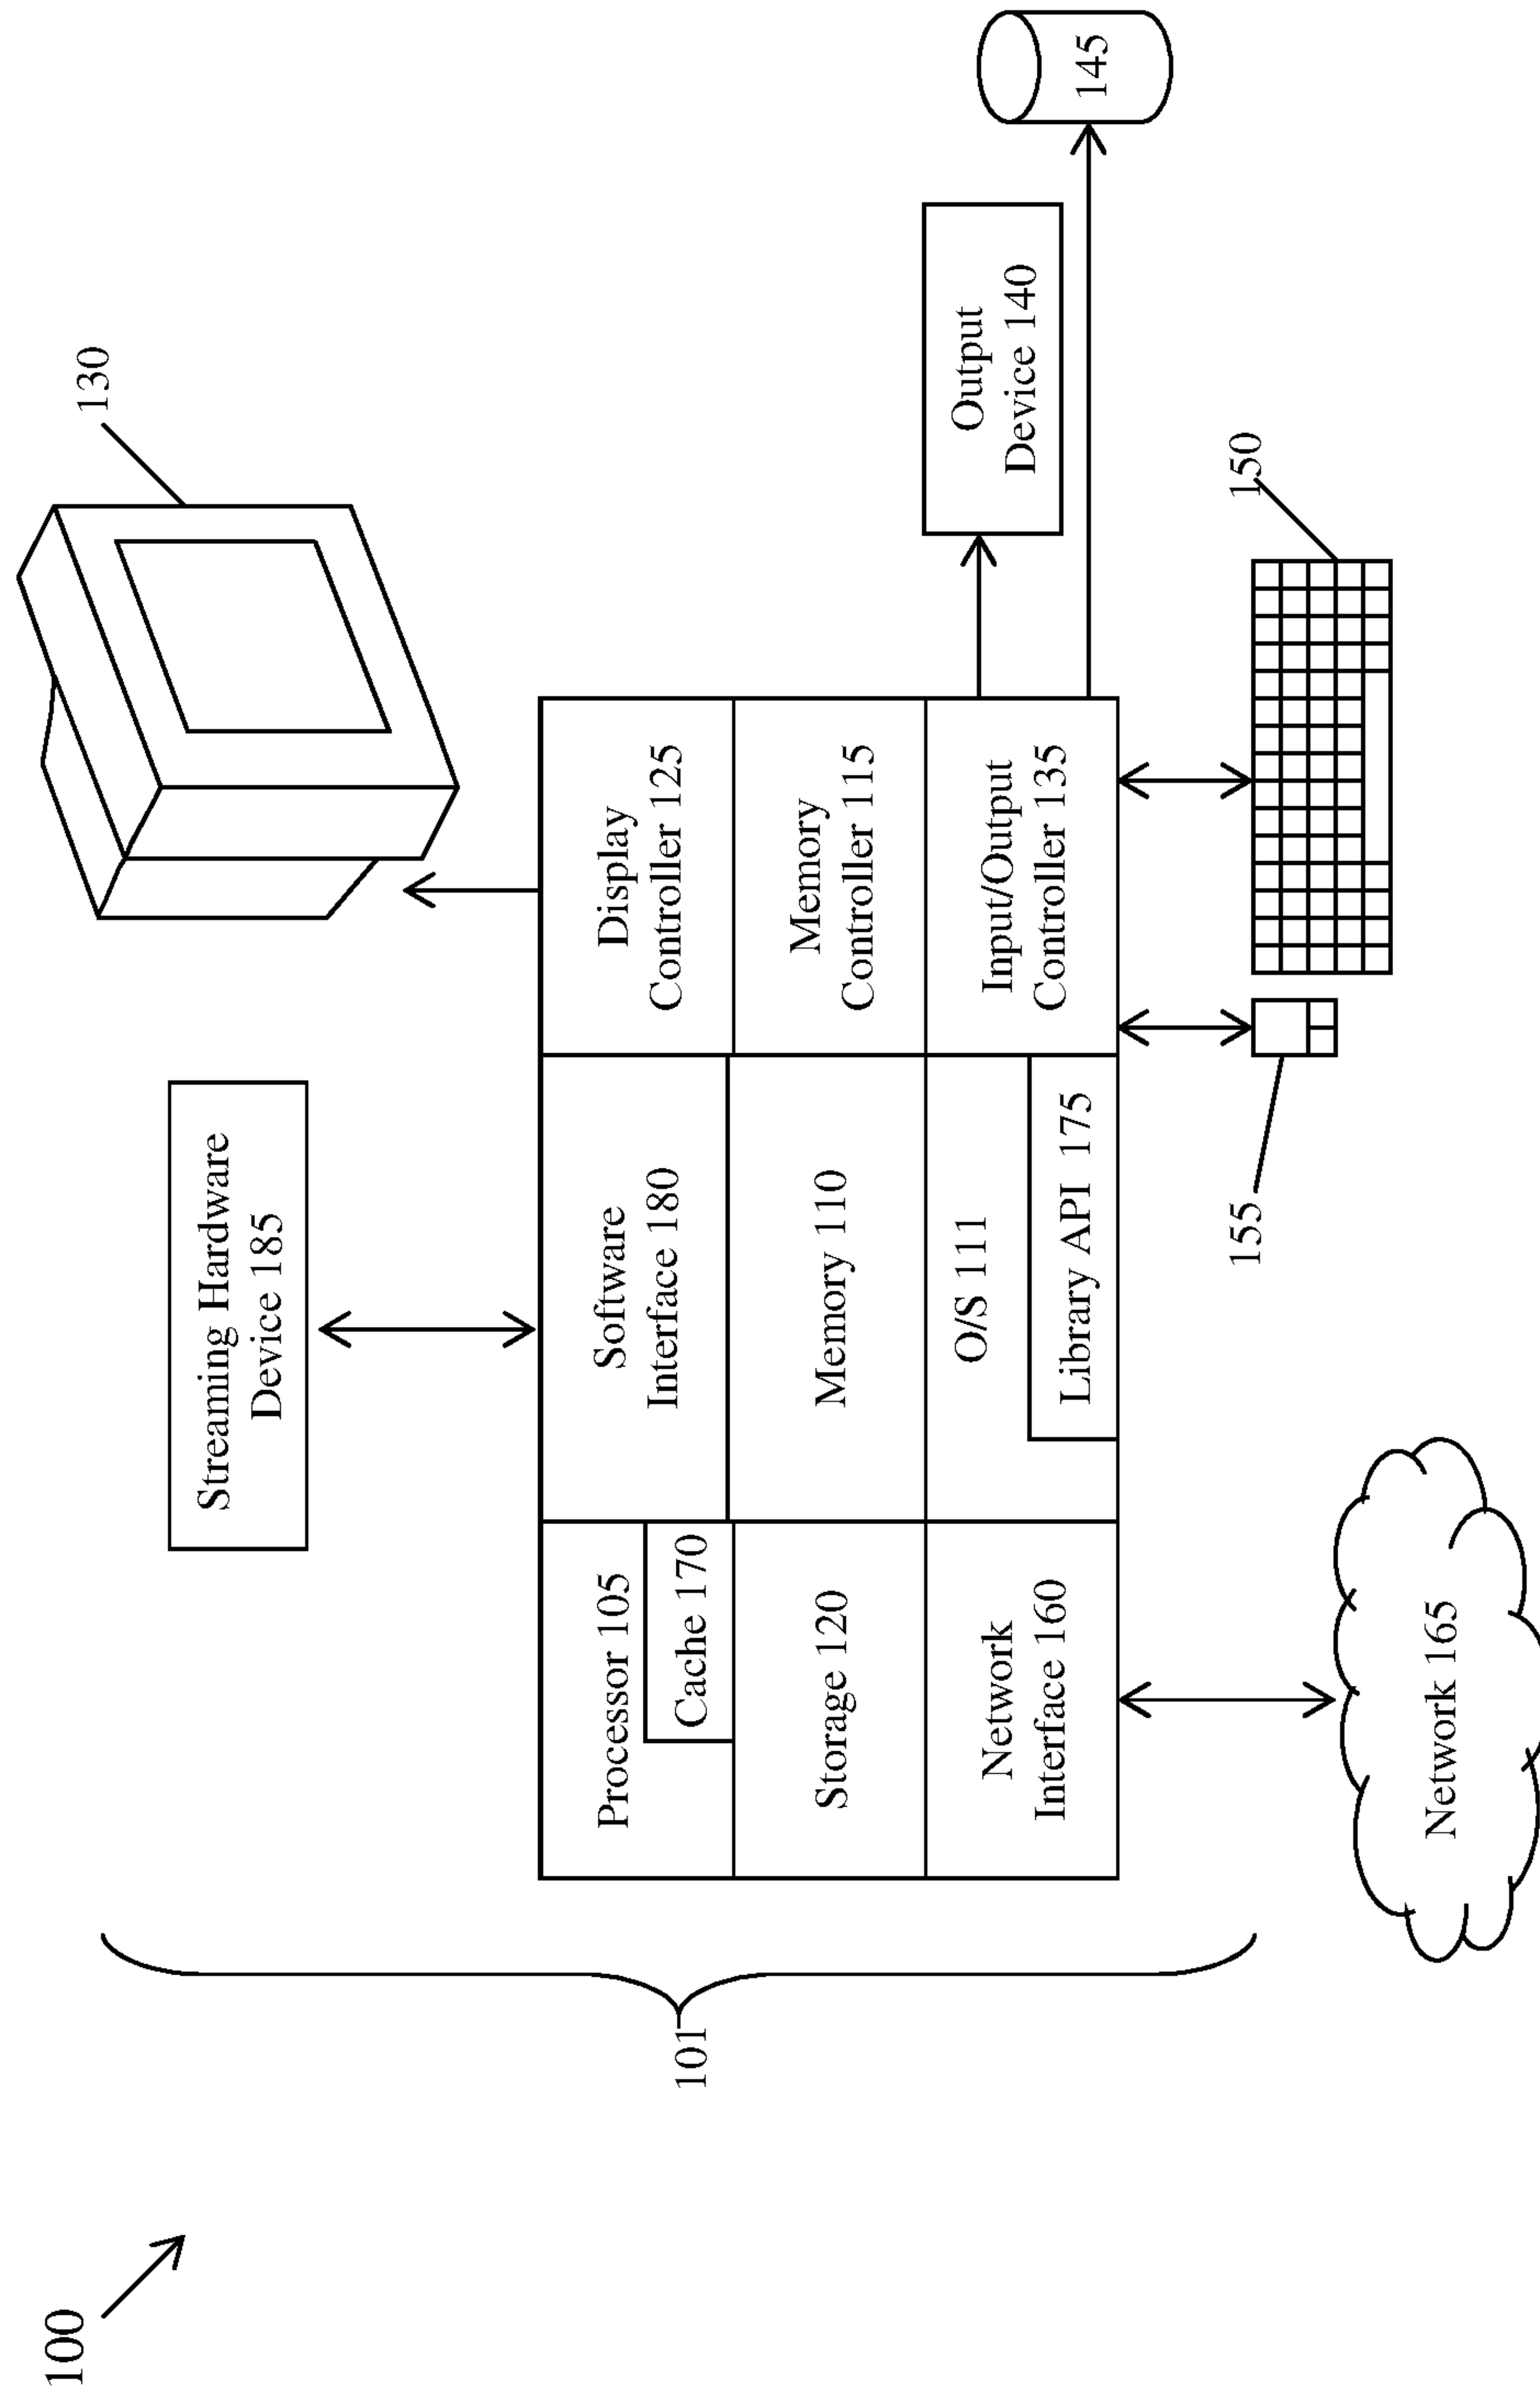 100
101
130
Streaming Hardware
Device 185
Processor 105
Cache 170
Software
Interface 180
Display
Controller 125
Storage 120
Memory 110
Memory
Controller 115
Network
Interface 160
O/S 111
Library API 175
Input/Output
Controller 135
Output
Device 140
145
155
150
Network 165